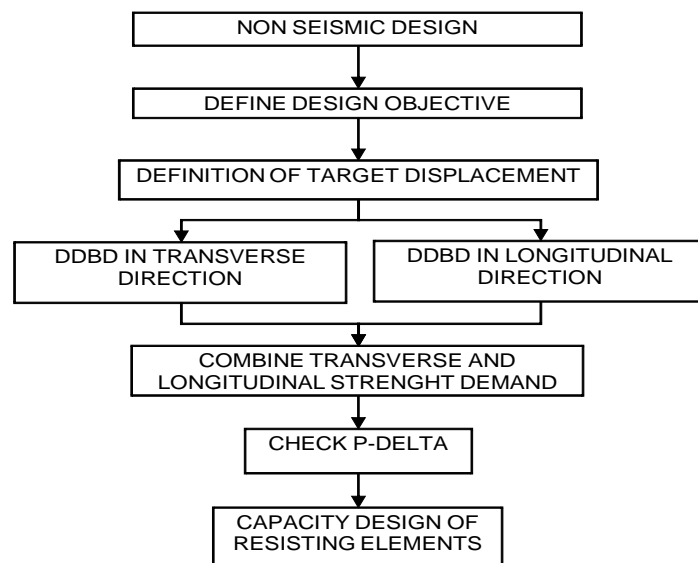 NON SEISMIC DESIGN
DEFINE DESIGN OBJECTIVE
DEFINITION OF TARGET DISPLACEMENT
DDBD IN TRANSVERSE
DIRECTION
DDBD IN LONGITUDINAL
DIRECTION
COMBINE TRANSVERSE AND
LONGITUDINAL STRENGHT DEMAND
CHECK P-DELTA
CAPACITY DESIGN OF
RESISTING ELEMENTS